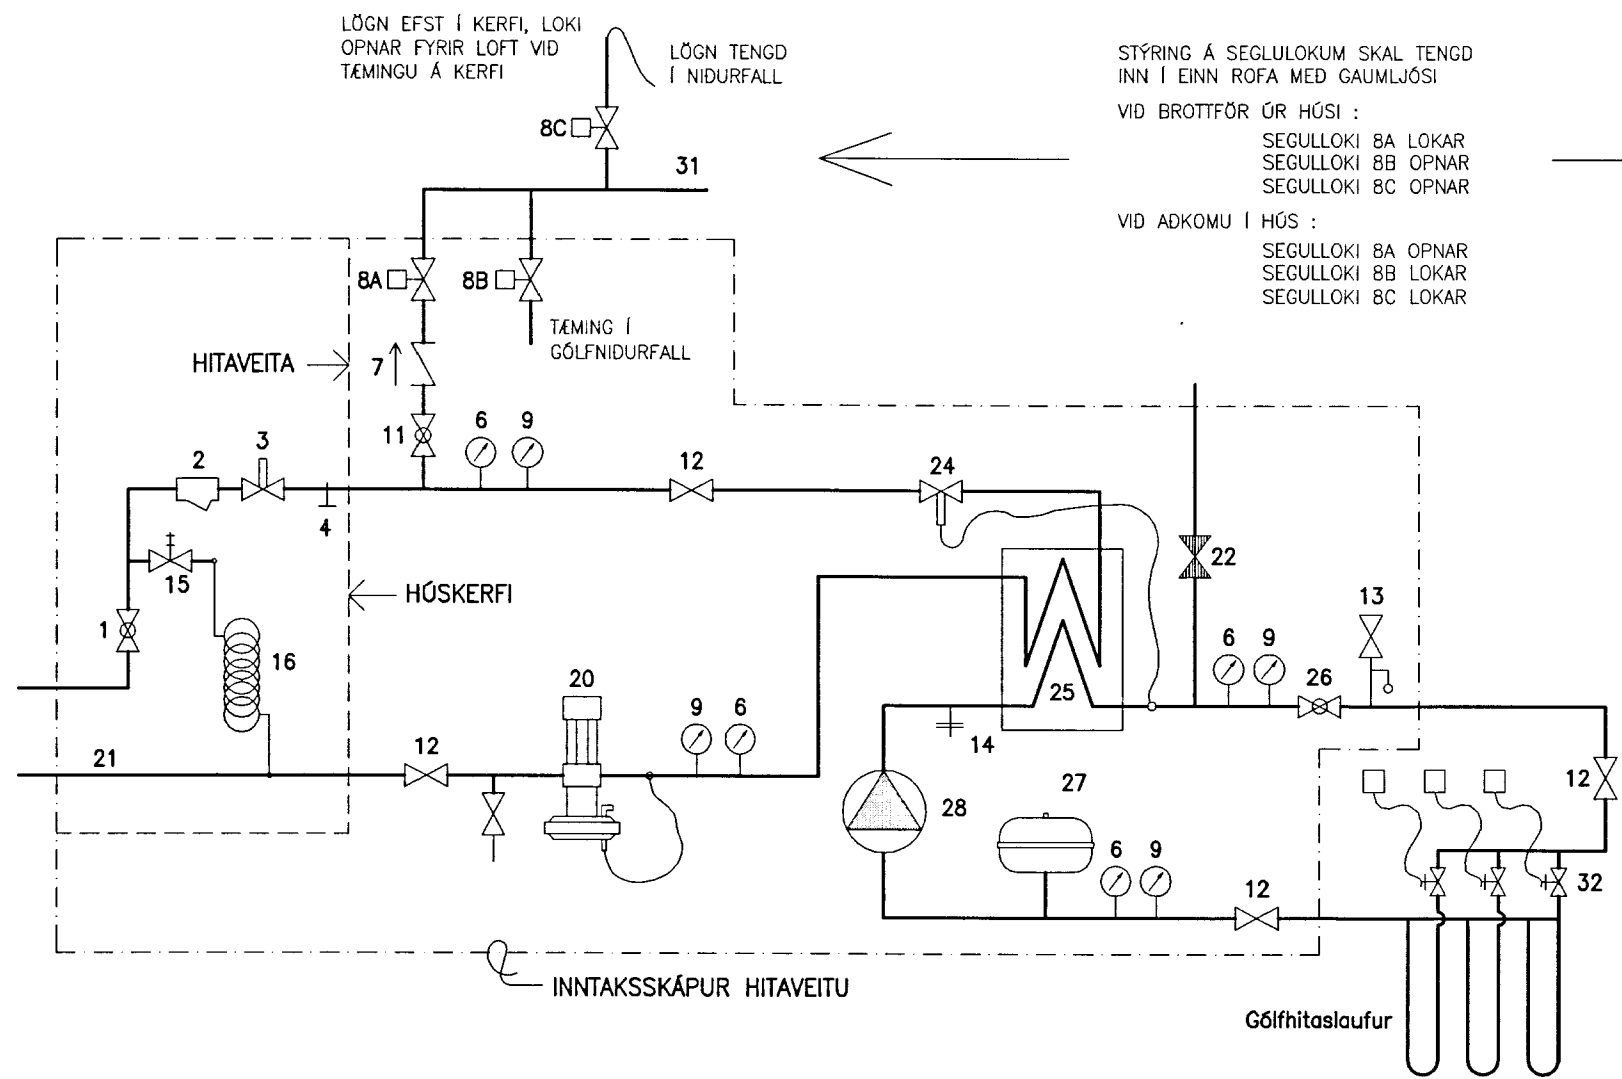 LÖGN EFST Í KERFI, LOKI
OPNAR FYRIR LOFT VIÐ
TÆMINGU Á KERFI
LÖGN TENGD
Í NIÐURFALL
STÝRING Á SEGLULOKUM SKAL TENGD
INN Í EINN ROFA MEÐ GAUMLJÓSI
VIÐ BROTTFÖR ÚR HÚSI :
SEGULLOKI 8A LOKAR
SEGULLOKI 8B OPNAR
SEGULLOKI 8C OPNAR
VIÐ AÐKOMU Í HÚS :
SEGULLOKI 8A OPNAR
SEGULLOKI 8B LOKAR
SEGULLOKI 8C LOKAR
8C
31
8A
8B
TÆMING Í
GÓLFNIÐURFALL
HITAVEITA
7
11
6
9
2
3
12
24
4
15
22
HÚSKERFI
1
16
13
6
9
26
20
25
9
6
14
21
12
27
12
28
6
9
12
32
INNTAKSSKÁPUR HITAVEITU
Gólfhitaslaufur